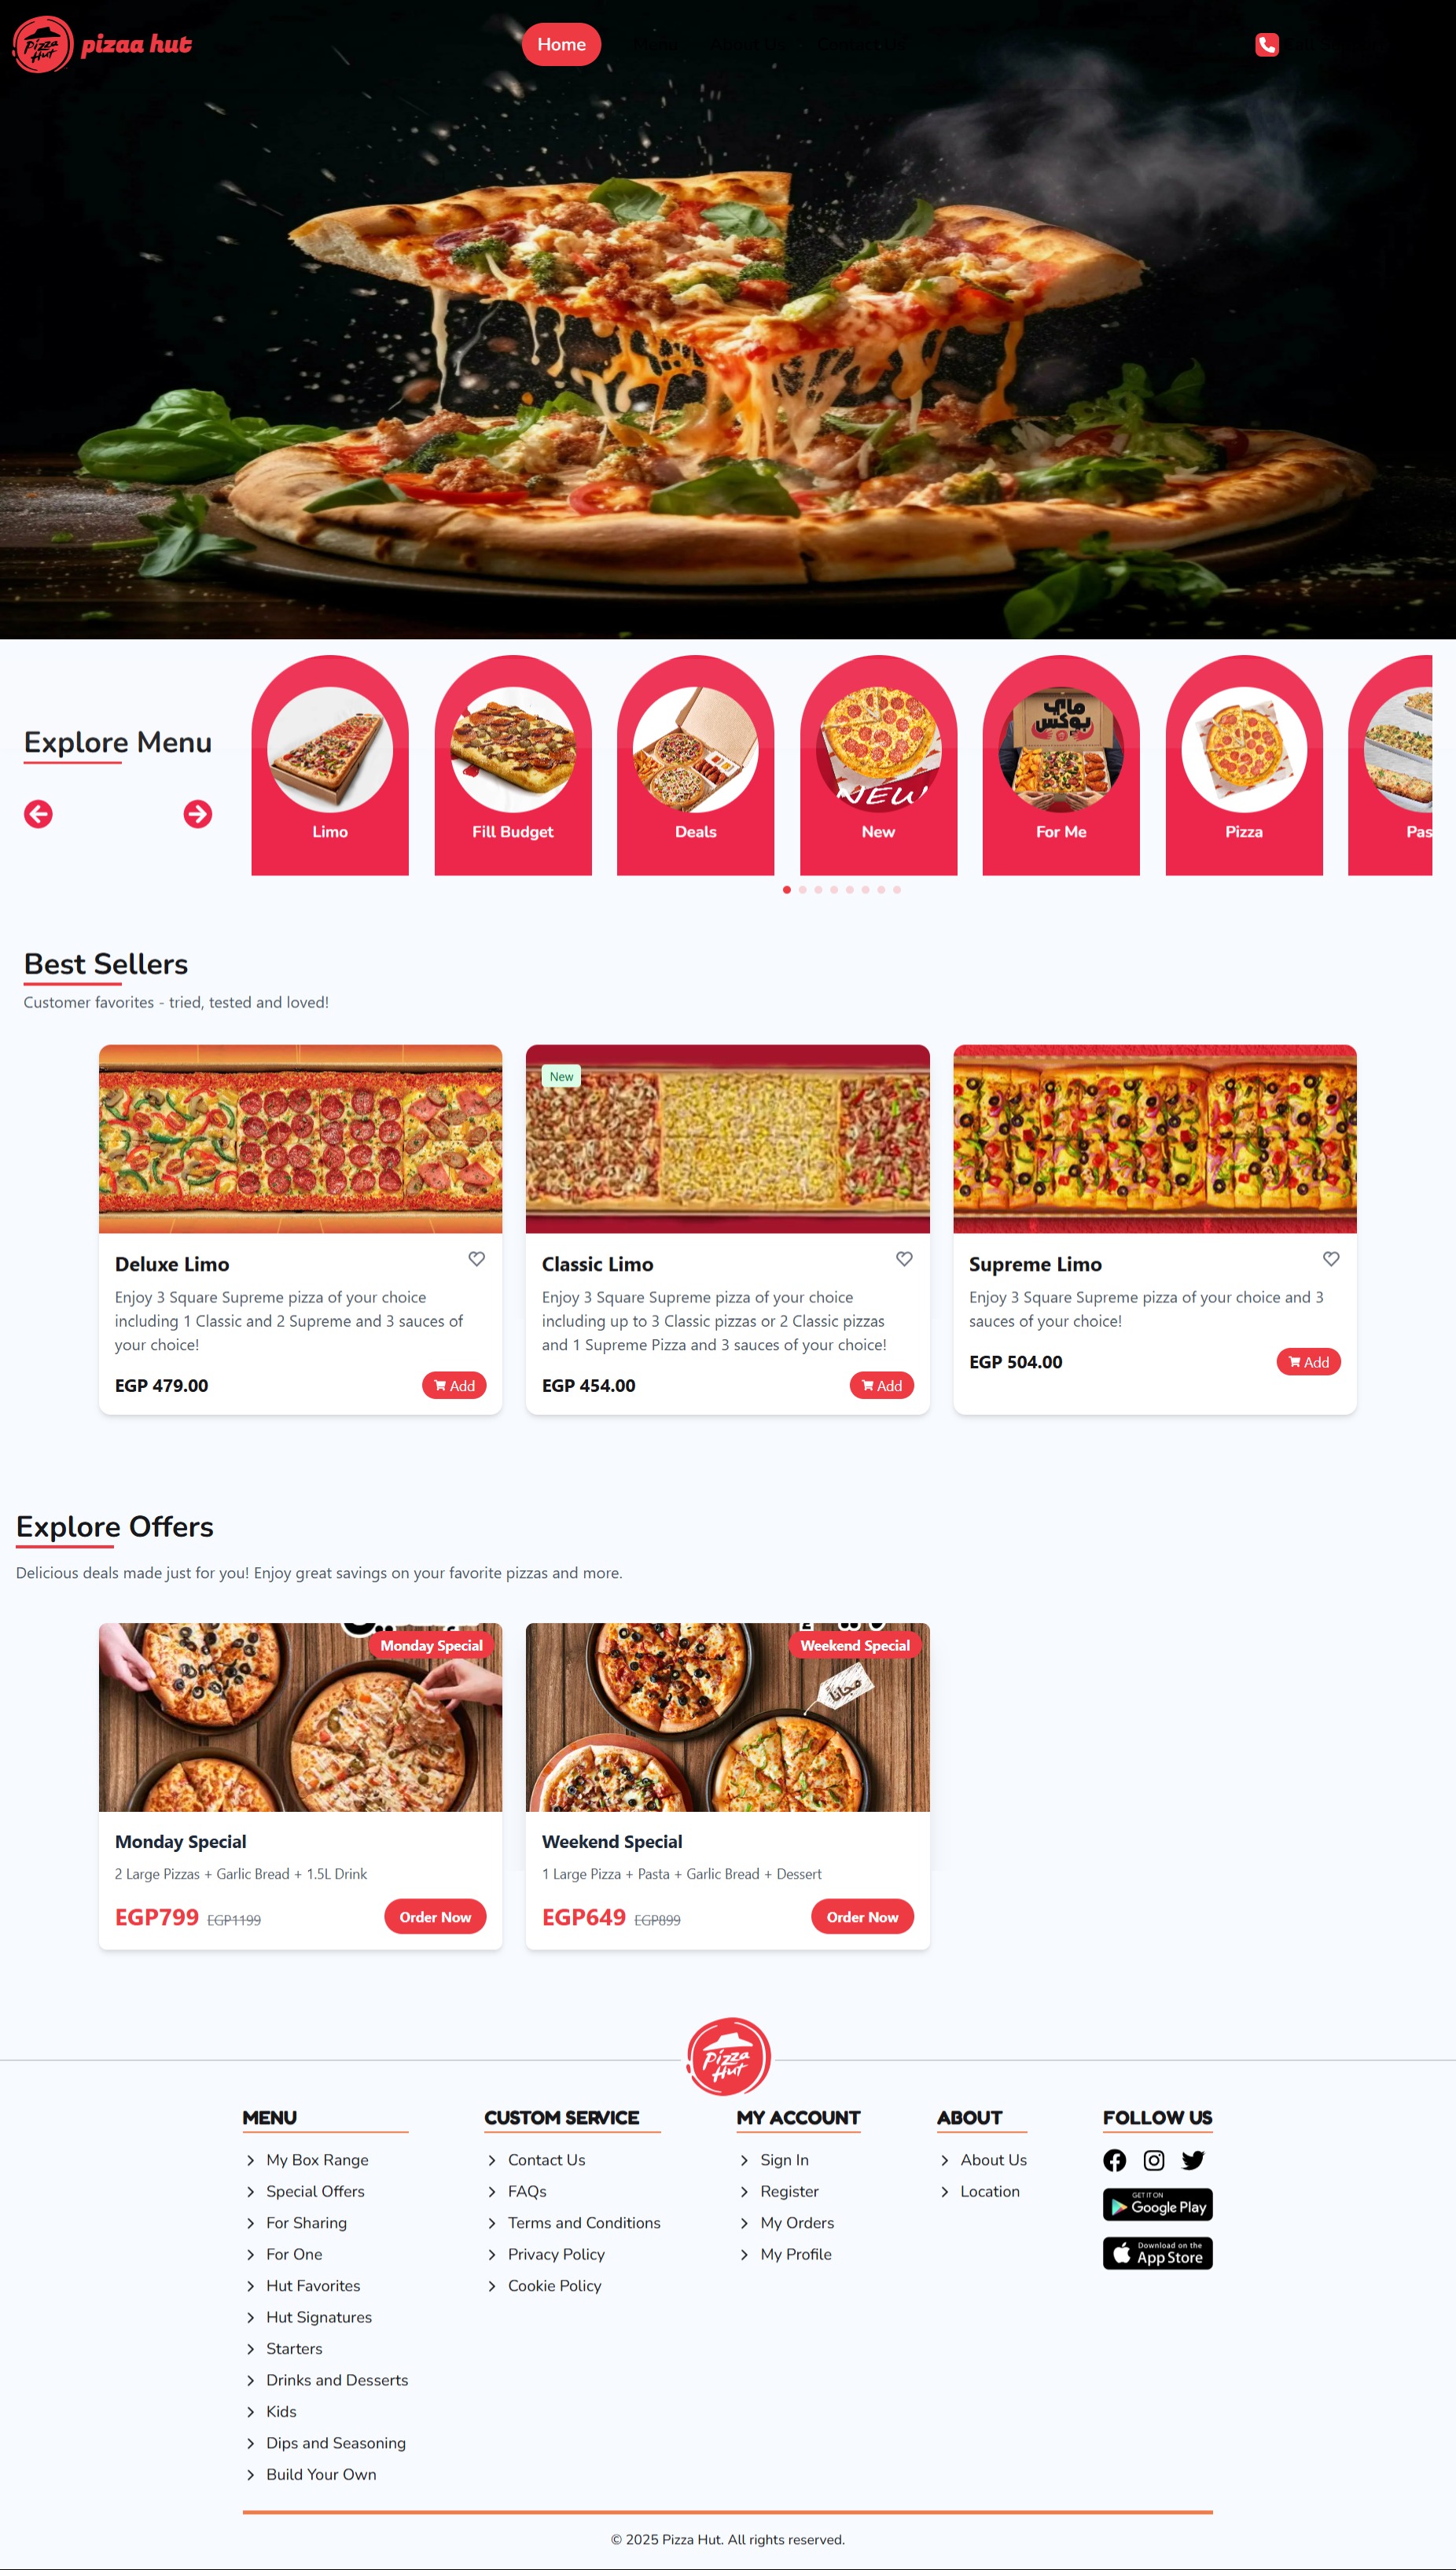 Pizza Hut
pizaa hut
Home
Menu
About Us
Contact Us
Explore Menu
Limo
Fill Budget
Deals
NEW
New
ماي بوكس
For Me
Pizza
Pas
Best Sellers
Customer favorites - tried, tested and loved!
New
Deluxe Limo
Enjoy 3 Square Supreme pizza of your choice
including 1 Classic and 2 Supreme and 3 sauces of
your choice!
EGP 479.00
Add
Classic Limo
Enjoy 3 Square Supreme pizza of your choice
including up to 3 Classic pizzas or 2 Classic pizzas
and 1 Supreme Pizza and 3 sauces of your choice!
EGP 454.00
Add
Supreme Limo
Enjoy 3 Square Supreme pizza of your choice and 3
sauces of your choice!
EGP 504.00
Add
Explore Offers
Delicious deals made just for you! Enjoy great savings on your favorite pizzas and more.
Monday Special
Monday Special
2 Large Pizzas + Garlic Bread + 1.5L Drink
EGP799 EGP1199
Order Now
Weekend Special
مجاناً
Weekend Special
1 Large Pizza + Pasta + Garlic Bread + Dessert
EGP649 EGP899
Order Now
Pizza Hut
MENU
My Box Range
Special Offers
For Sharing
For One
Hut Favorites
Hut Signatures
Starters
Drinks and Desserts
Kids
Dips and Seasoning
Build Your Own
CUSTOM SERVICE
Contact Us
FAQs
Terms and Conditions
Privacy Policy
Cookie Policy
MY ACCOUNT
Sign In
Register
My Orders
My Profile
ABOUT
About Us
Location
FOLLOW US
GET IT ON
Google Play
Download on the
App Store
© 2025 Pizza Hut. All rights reserved.